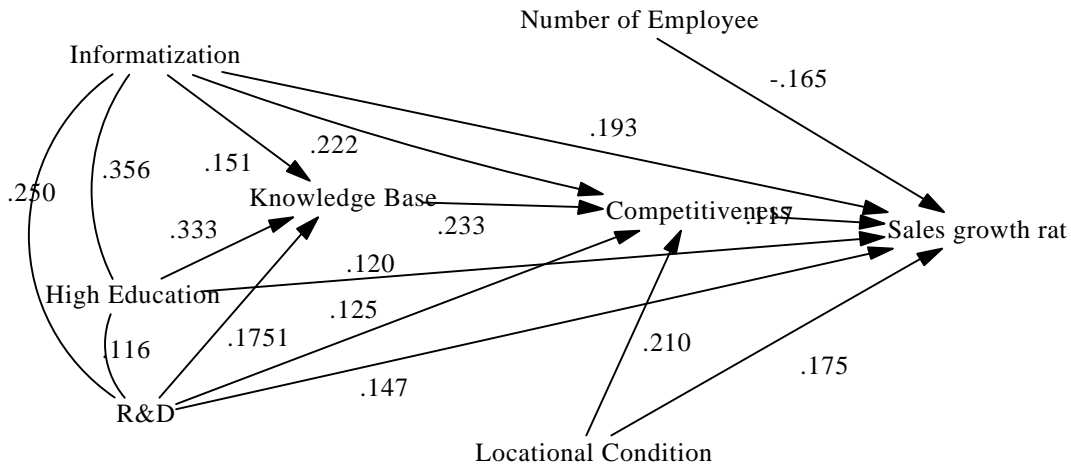 Number of Employee
Informatization
-.165
.193
.222
.151
.356
.250
Knowledge Base
.233
Competitiveness
.117
Sales growth rat
.333
.120
High Education
.125
.1751
.116
.210
.175
.147
R&D
Locational Condition